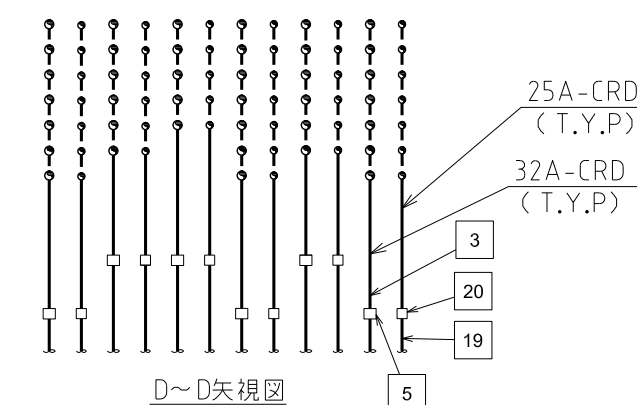 25A-CRD
(T.Y.P)
32A-CRD
(T.Y.P)
3
20
19
5
D～D矢視図